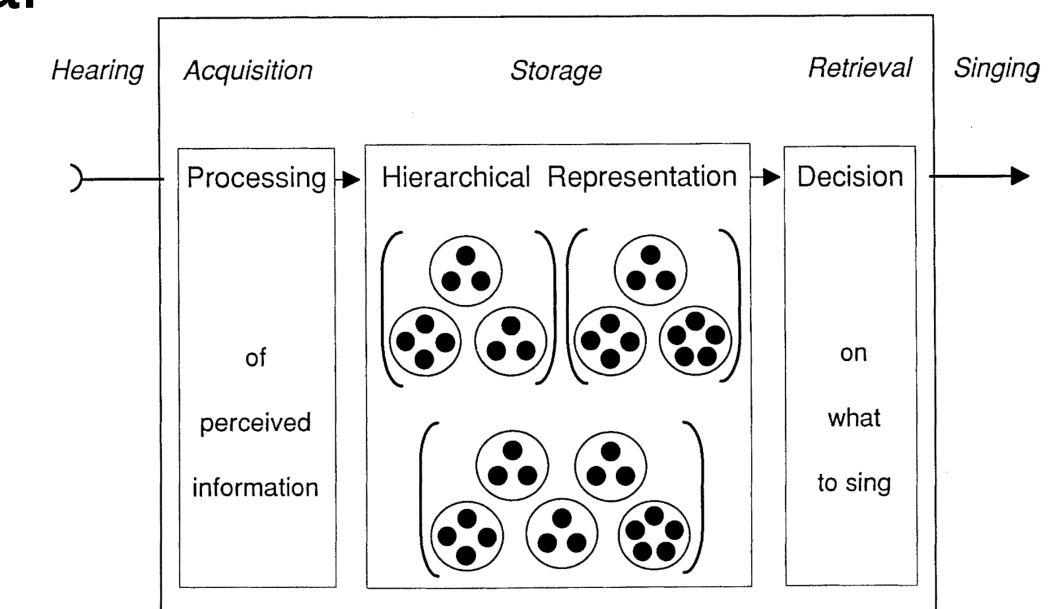 Hearing Acquisition Storage Retrieval Singing
Processing Hierarchical Representation Decision
of
perceived
information
on
what
to sing